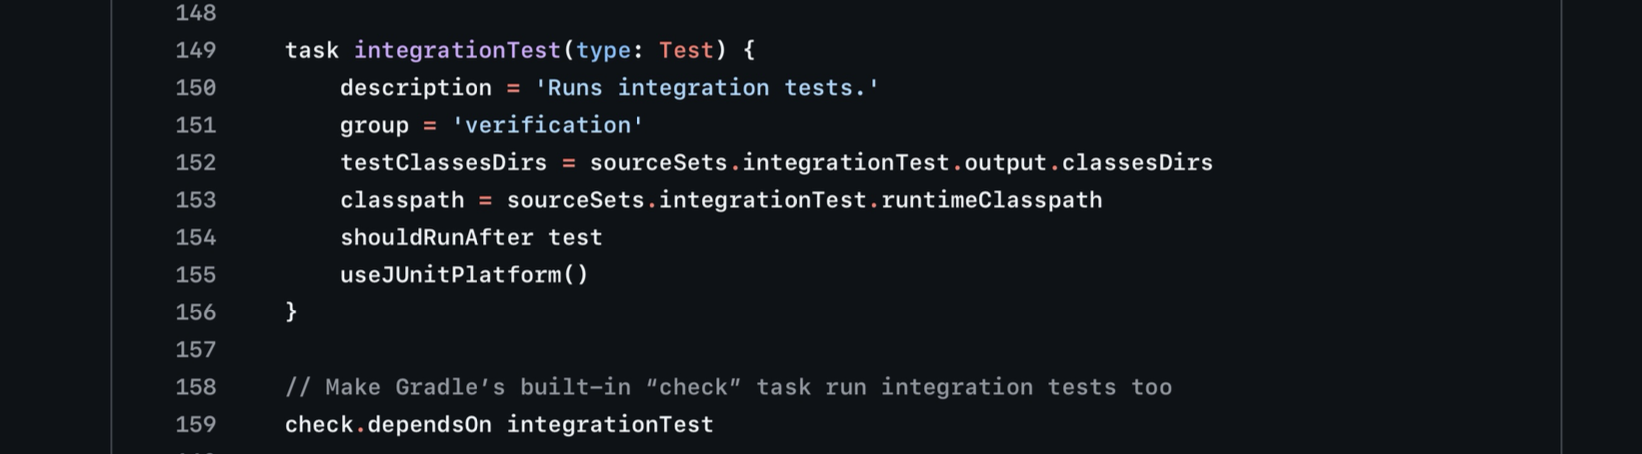 148
149 task integrationTest(type: Test) {
150     description = 'Runs integration tests.'
151     group = 'verification'
152     testClassesDirs = sourceSets.integrationTest.output.classesDirs
153     classpath = sourceSets.integrationTest.runtimeClasspath
154     shouldRunAfter test
155     useJUnitPlatform()
156 }
157
158 // Make Gradle’s built–in “check” task run integration tests too
159 check.dependsOn integrationTest